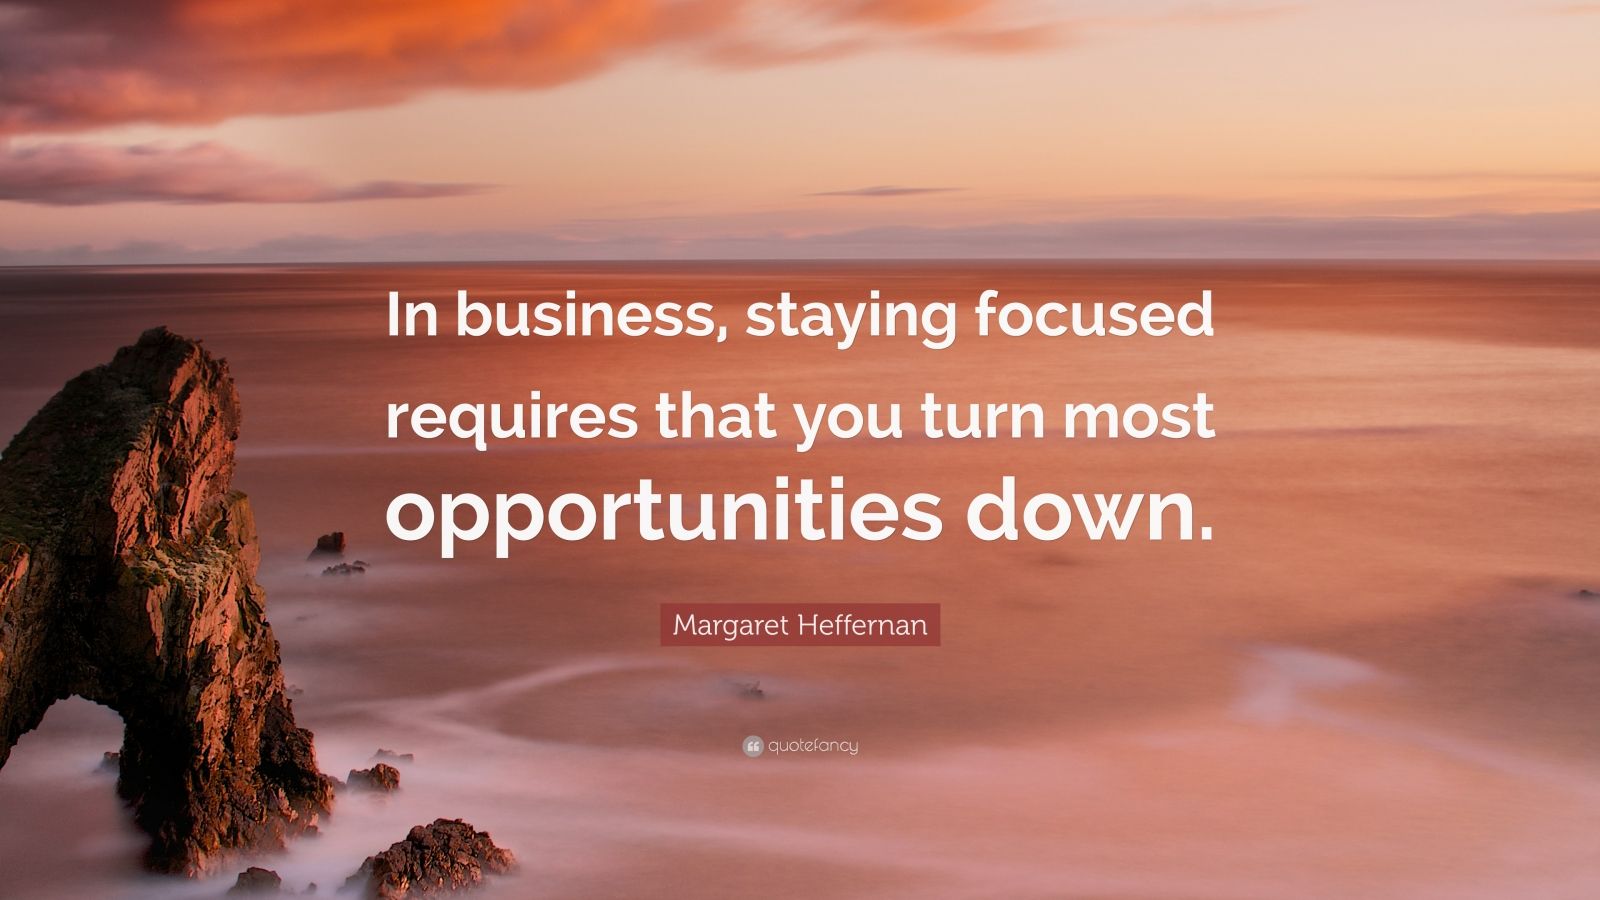 In business, staying focused
requires that you turn most
opportunities down.
Margaret Heffernan
quotefancy